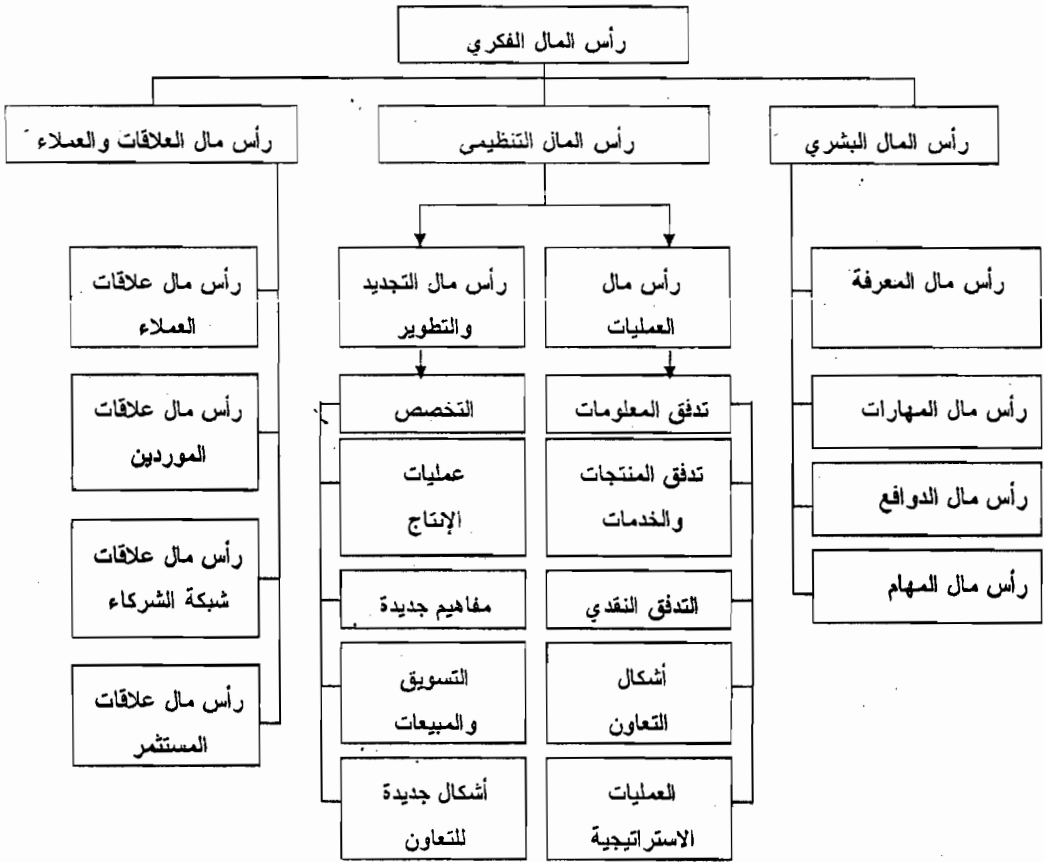 رأس المال الفكري
رأس المال البشري
رأس المال التنظيمي
رأس مال العلاقات والعملاء
رأس مال المعرفة
رأس مال المهارات
رأس مال الدوافع
رأس مال المهام
رأس مال
العمليات
تدفق المعلومات
تدفق المنتجات
والخدمات
التدفق النقدي
أشكال
التعاون
العمليات
الاستراتيجية
رأس مال التجديد
والتطوير
التخصص
عمليات
الإنتاج
مفاهيم جديدة
التسويق
والمبيعات
أشكال جديدة
للتعاون
رأس مال علاقات
العملاء
رأس مال علاقات
الموردين
رأس مال علاقات
شبكة الشركاء
رأس مال علاقات
المستثمر